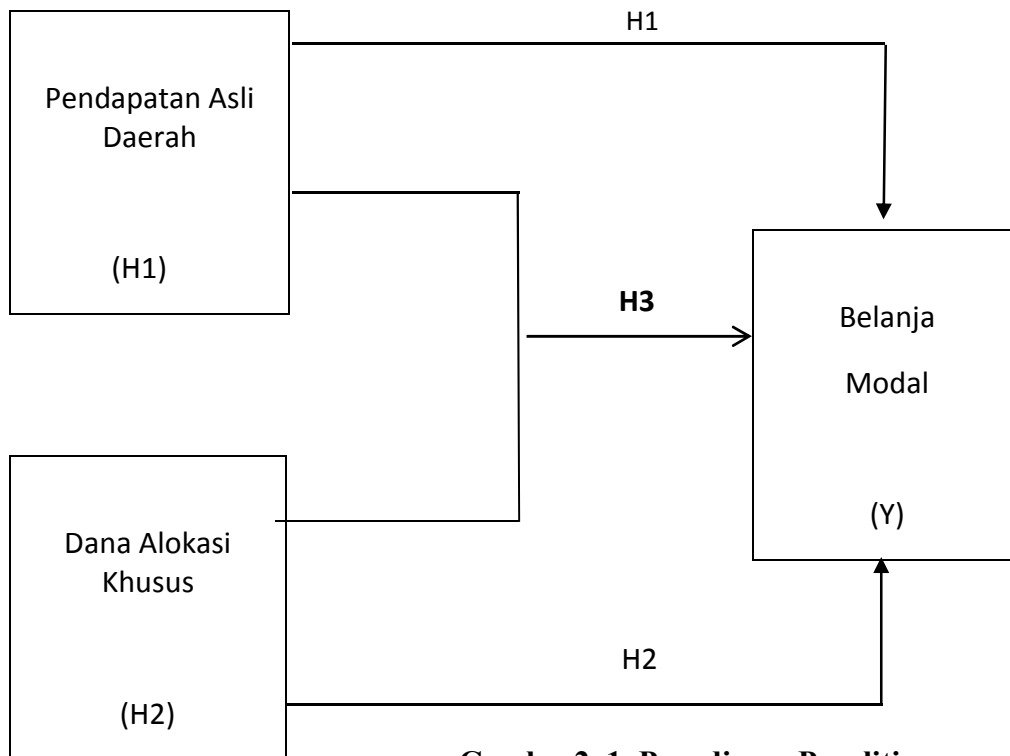 H1
Pendapatan Asli
Daerah
(H1)
H3
Belanja
Modal
(Y)
Dana Alokasi
Khusus
(H2)
H2